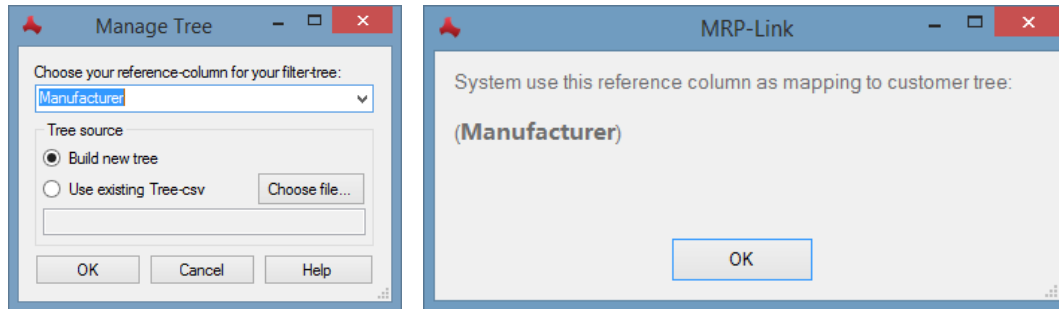 Manage Tree
Choose your reference-column for your filter-tree:
Manufacturer
Tree source
Build new tree
Use existing Tree-csv
Choose file...
OK
Cancel
Help
MRP-Link
System use this reference column as mapping to customer tree:
(Manufacturer)
OK